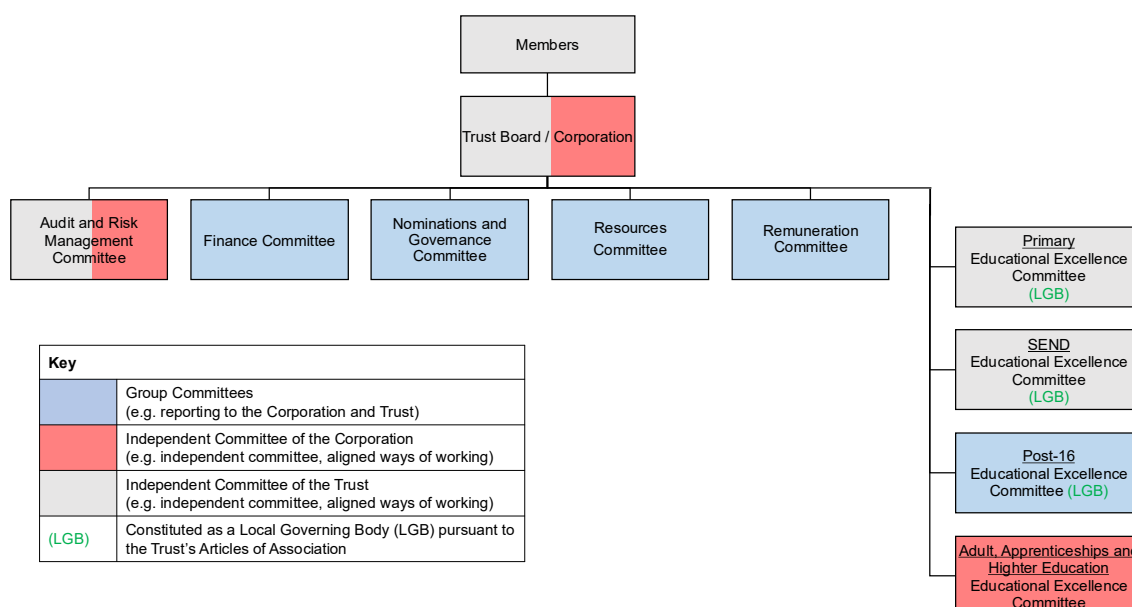 Members
Trust Board / Corporation
Audit and Risk
Management
Committee
Finance Committee
Nominations and
Governance
Committee
Resources
Committee
Remuneration
Committee
Primary
Educational Excellence
Committee
(LGB)
SEND
Educational Excellence
Committee
(LGB)
Post-16
Educational Excellence
Committee (LGB)
Adult, Apprenticeships and
Highter Education
Educational Excellence
Committee
Key
Group Committees
(e.g. reporting to the Corporation and Trust)
Independent Committee of the Corporation
(e.g. independent committee, aligned ways of working)
Independent Committee of the Trust
(e.g. independent committee, aligned ways of working)
(LGB)
Constituted as a Local Governing Body (LGB) pursuant to
the Trust's Articles of Association